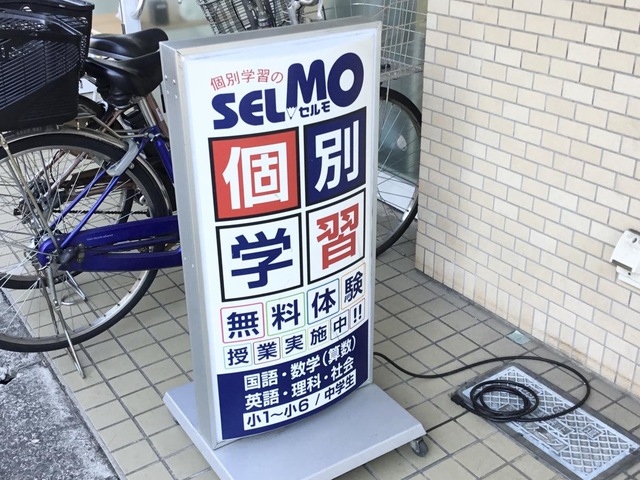 個別学習の
SELMO
セルモ
個別
学習
無料体験
授業実施中!!
国語・数学(算数)
英語・理科・社会
小1～小6/中学生